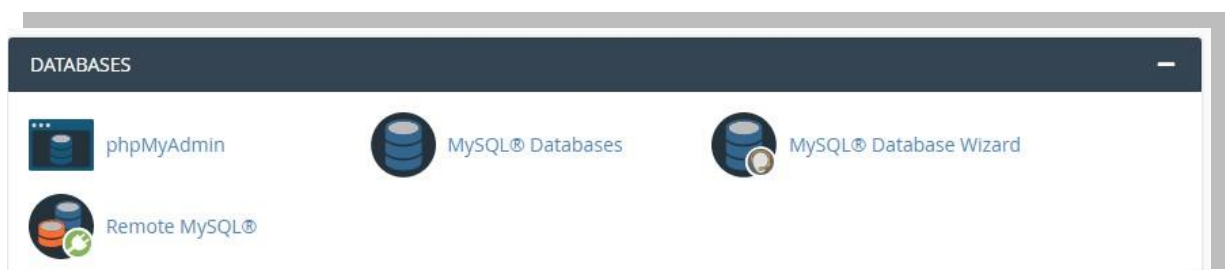 DATABASES
phpMyAdmin
MySQL® Databases
MySQL® Database Wizard
Remote MySQL®